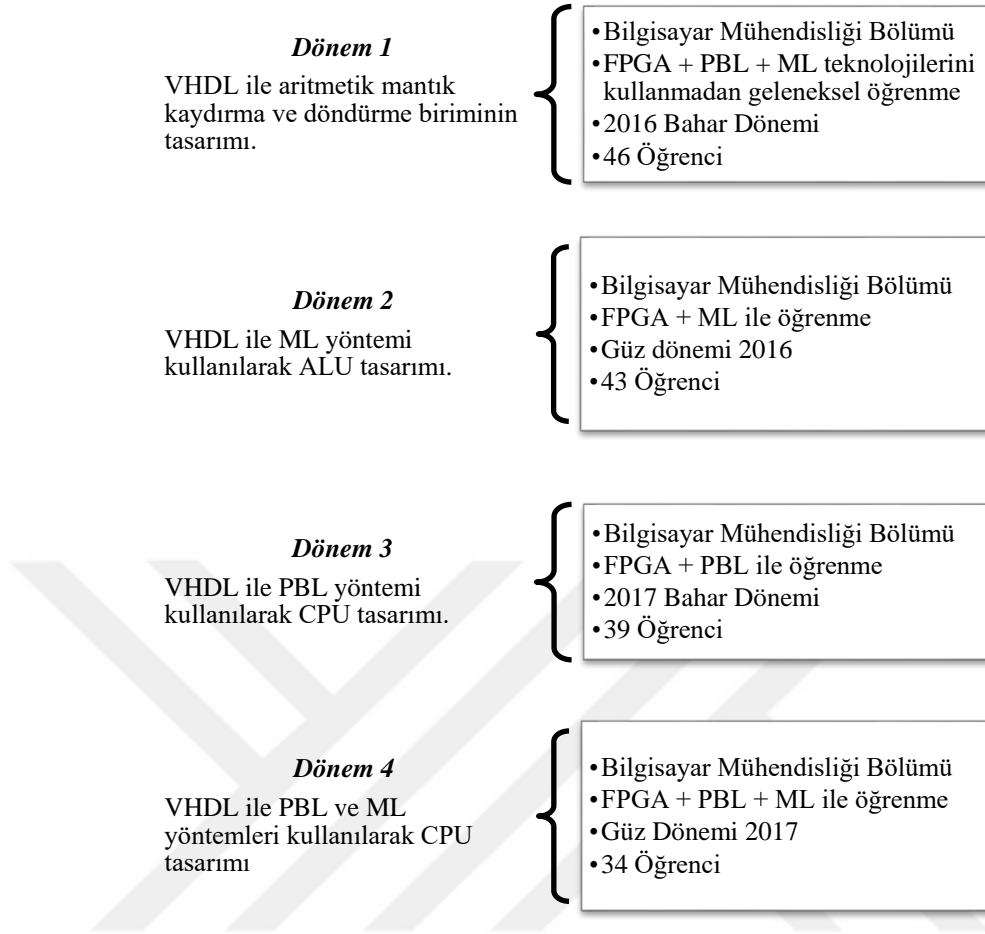 Dönem 1
VHDL ile aritmetik mantık
kaydırma ve döndürme biriminin
tasarımı.
•Bilgisayar Mühendisliği Bölümü
•FPGA + PBL + ML teknolojilerini
kullanmadan geleneksel öğrenme
•2016 Bahar Dönemi
•46 Öğrenci
Dönem 2
VHDL ile ML yöntemi
kullanılarak ALU tasarımı.
•Bilgisayar Mühendisliği Bölümü
•FPGA + ML ile öğrenme
•Güz dönemi 2016
•43 Öğrenci
Dönem 3
VHDL ile PBL yöntemi
kullanılarak CPU tasarımı.
•Bilgisayar Mühendisliği Bölümü
•FPGA + PBL ile öğrenme
•2017 Bahar Dönemi
•39 Öğrenci
Dönem 4
VHDL ile PBL ve ML
yöntemleri kullanılarak CPU
tasarımı
•Bilgisayar Mühendisliği Bölümü
•FPGA + PBL + ML ile öğrenme
•Güz Dönemi 2017
•34 Öğrenci